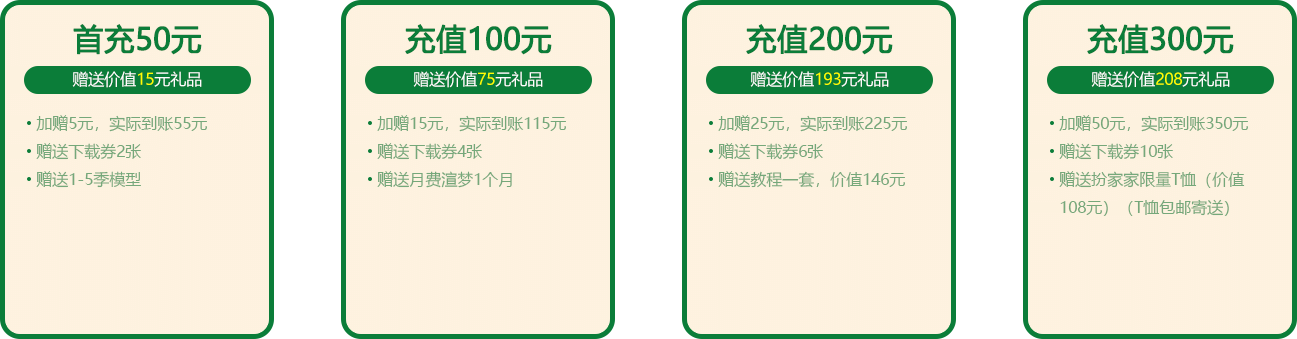 首充50元
赠送价值15元礼品
• 加赠5元，实际到账55元
• 赠送下载券2张
• 赠送1-5季模型
充值100元
赠送价值75元礼品
• 加赠15元，实际到账115元
• 赠送下载券4张
• 赠送月费渲梦1个月
充值200元
赠送价值193元礼品
• 加赠25元，实际到账225元
• 赠送下载券6张
• 赠送教程一套，价值146元
充值300元
赠送价值208元礼品
• 加赠50元，实际到账350元
• 赠送下载券10张
• 赠送扮家家限量T恤（价值
108元）（T恤包邮寄送）